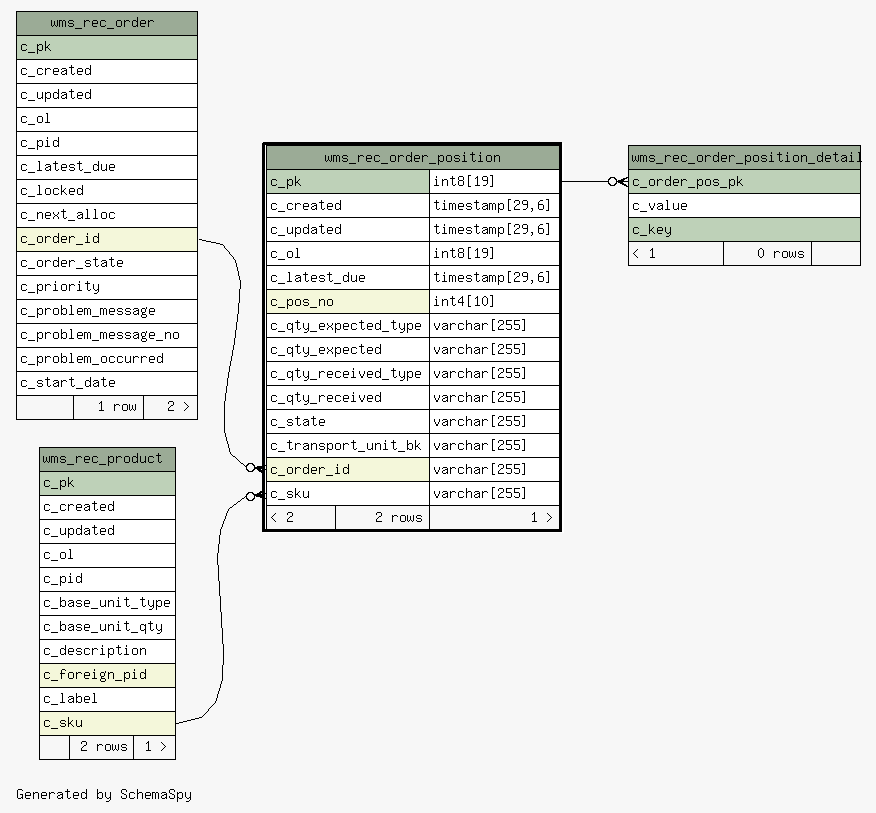 wms_rec_order
c_pk
c_created
c_updated
c_ol
c_pid
c_latest_due
c_locked
c_next_alloc
c_order_id
c_order_state
c_priority
c_problem_message
c_problem_message_no
c_problem_occurred
c_start_date
1 row 2 >
wms_rec_product
c_pk
c_created
c_updated
c_ol
c_pid
c_base_unit_type
c_base_unit_qty
c_description
c_foreign_pid
c_label
c_sku
2 rows 1 >
wms_rec_order_position
c_pk int8[19]
c_created timestamp[29,6]
c_updated timestamp[29,6]
c_ol int8[19]
c_latest_due timestamp[29,6]
c_pos_no int4[10]
c_qty_expected_type varchar[255]
c_qty_expected varchar[255]
c_qty_received_type varchar[255]
c_qty_received varchar[255]
c_state varchar[255]
c_transport_unit_bk varchar[255]
c_order_id varchar[255]
c_sku varchar[255]
< 2 2 rows 1 >
wms_rec_order_position_detail
c_order_pos_pk
c_value
c_key
< 1 0 rows
Generated by SchemaSpy